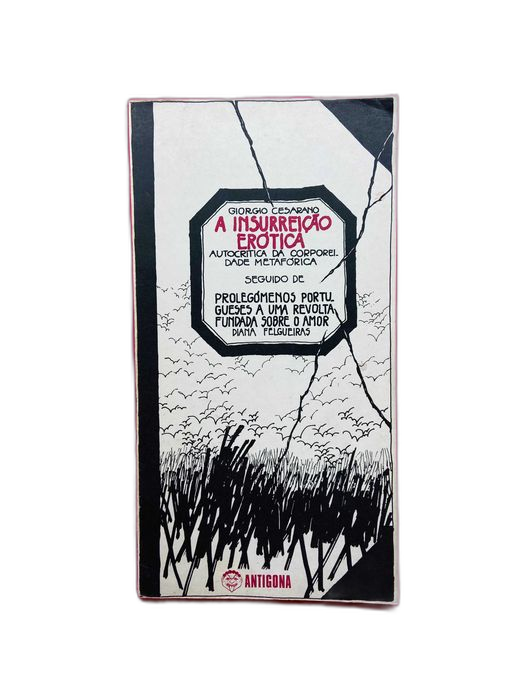 GIORGIO CESARANO
A INSURREIÇÃO
ERÓTICA
AUTOCRÍTICA DA CORPOREI.
DADE METAFÓRICA
SEGUIDO DE
PROLEGÓMENOS PORTU.
GUESES A UMA REVOLTA
FUNDADA SOBRE O AMOR
DIANA FELGUEIRAS
ANTIGONA